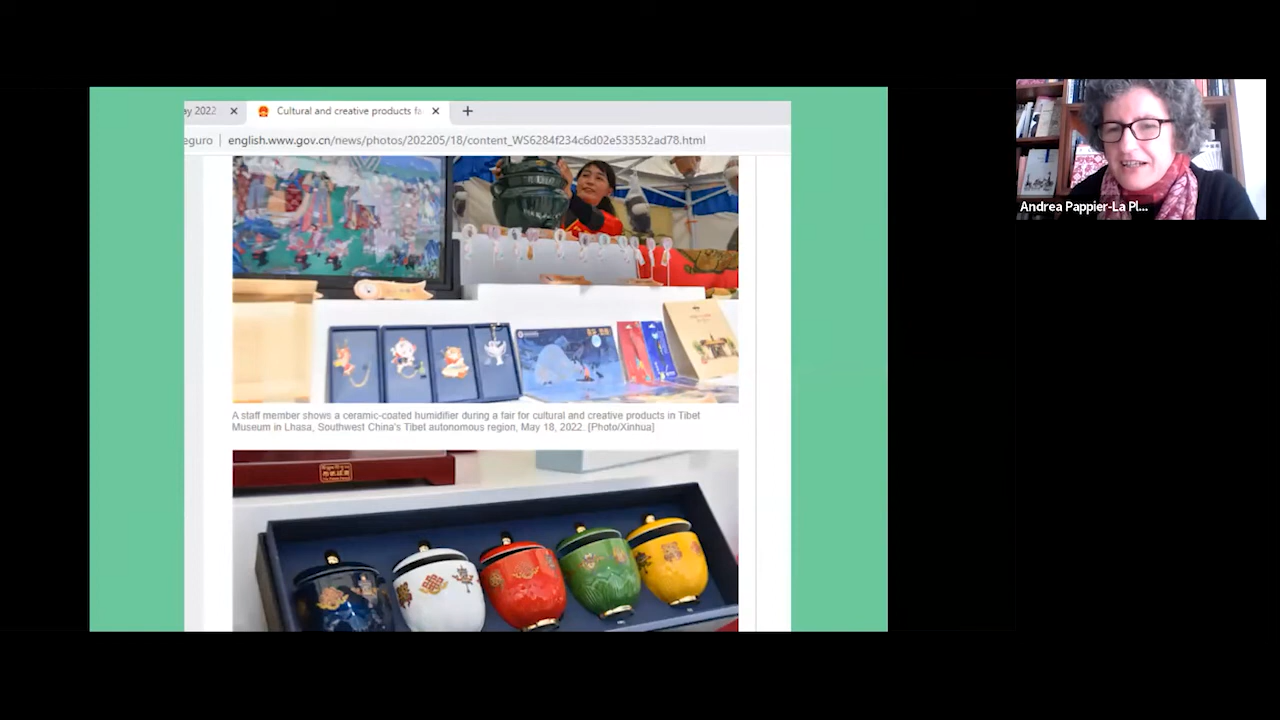 ay 2022
Cultural and creative products fa
eguro
english.www.gov.cn/news/photos/202205/18/content_WS6284f234c6d02e533532ad78.html
Andrea Pappier-La Pl...
A staff member shows a ceramic-coated humidifier during a fair for cultural and creative products in Tibet
Museum in Lhasa, Southwest China's Tibet autonomous region, May 18, 2022. [Photo/Xinhua]